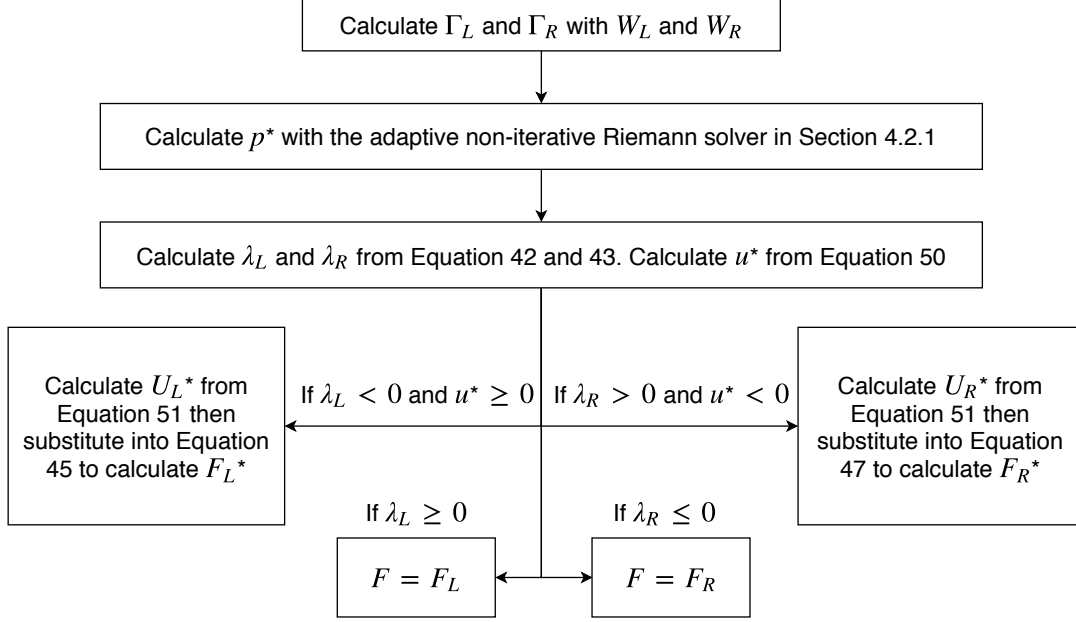 Calculate Γ_L and Γ_R with W_L and W_R
Calculate p* with the adaptive non-iterative Riemann solver in Section 4.2.1
Calculate λ_L and λ_R from Equation 42 and 43. Calculate u* from Equation 50
Calculate U_L* from
Equation 51 then
substitute into Equation
45 to calculate F_L*
If λ_L < 0 and u* ≥ 0
If λ_R > 0 and u* < 0
Calculate U_R* from
Equation 51 then
substitute into Equation
47 to calculate F_R*
If λ_L ≥ 0
If λ_R ≤ 0
F = F_L
F = F_R